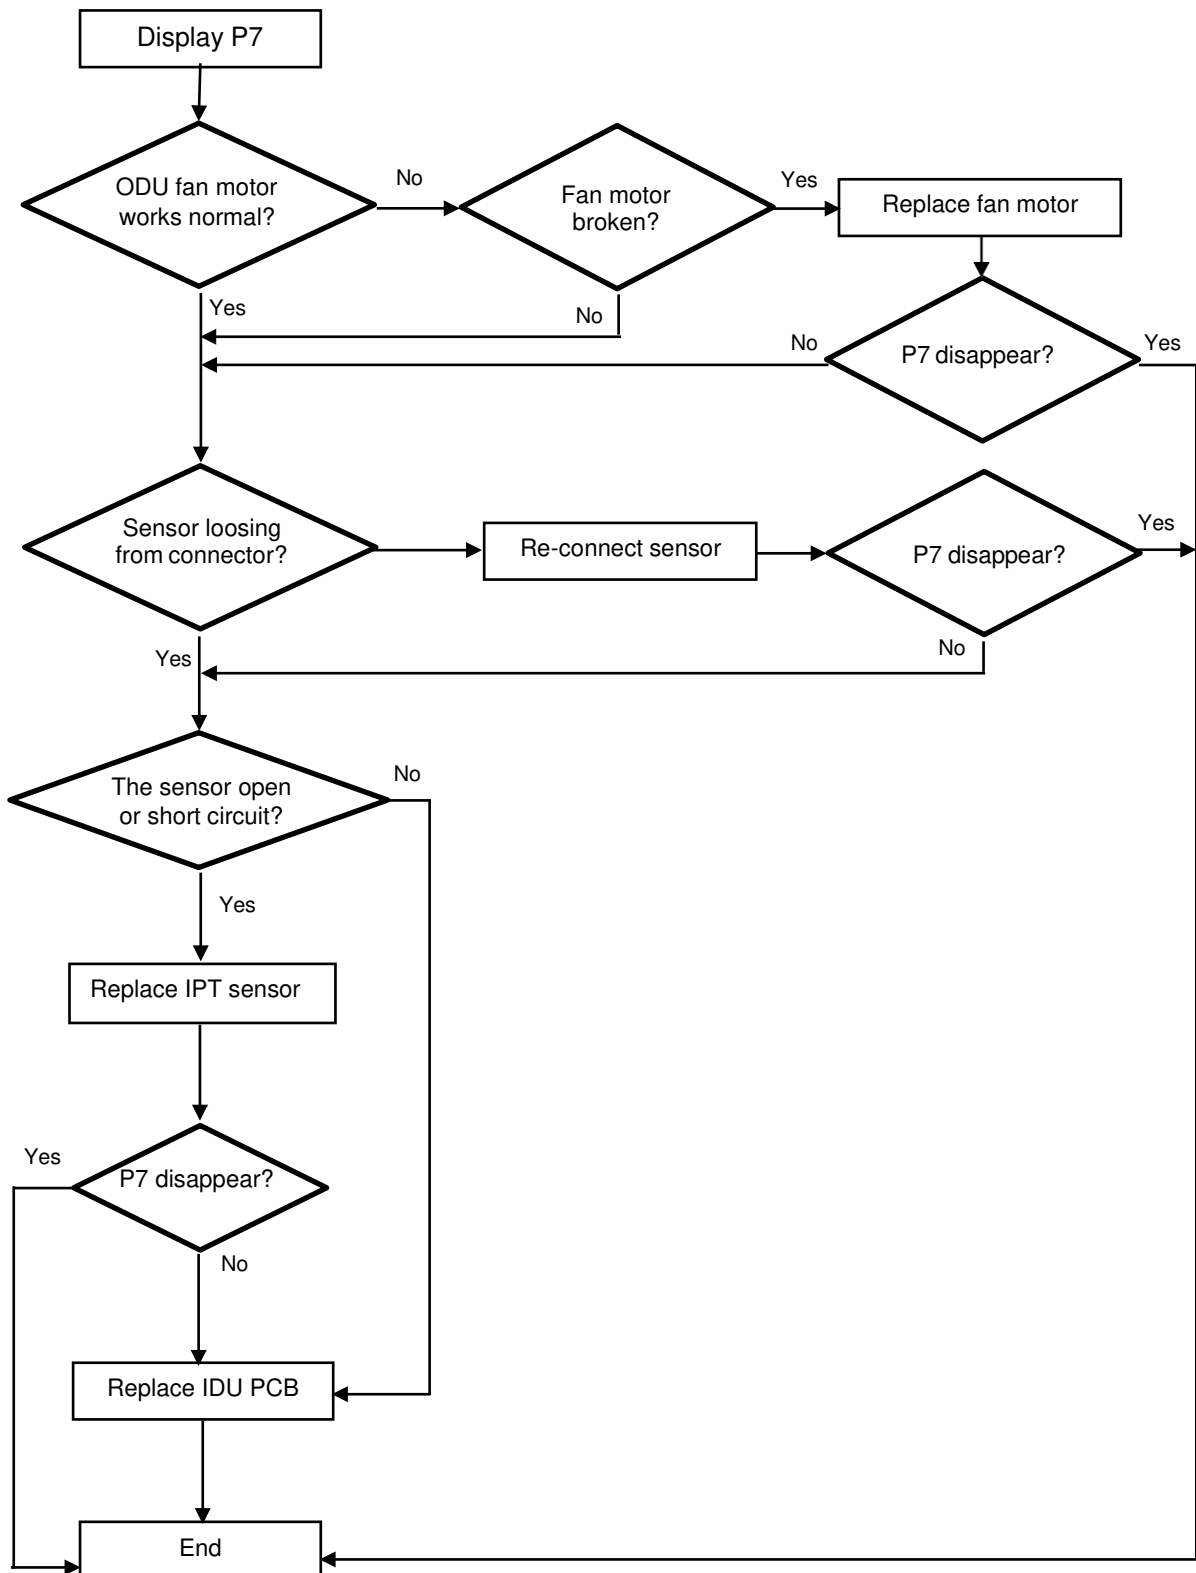 Display P7
ODU fan motor
works normal?
No
Fan motor
broken?
Yes
Replace fan motor
Yes
No
No
P7 disappear?
Yes
Sensor loosing
from connector?
Re-connect sensor
P7 disappear?
Yes
Yes
No
The sensor open
or short circuit?
No
Yes
Replace IPT sensor
Yes
P7 disappear?
No
Replace IDU PCB
End